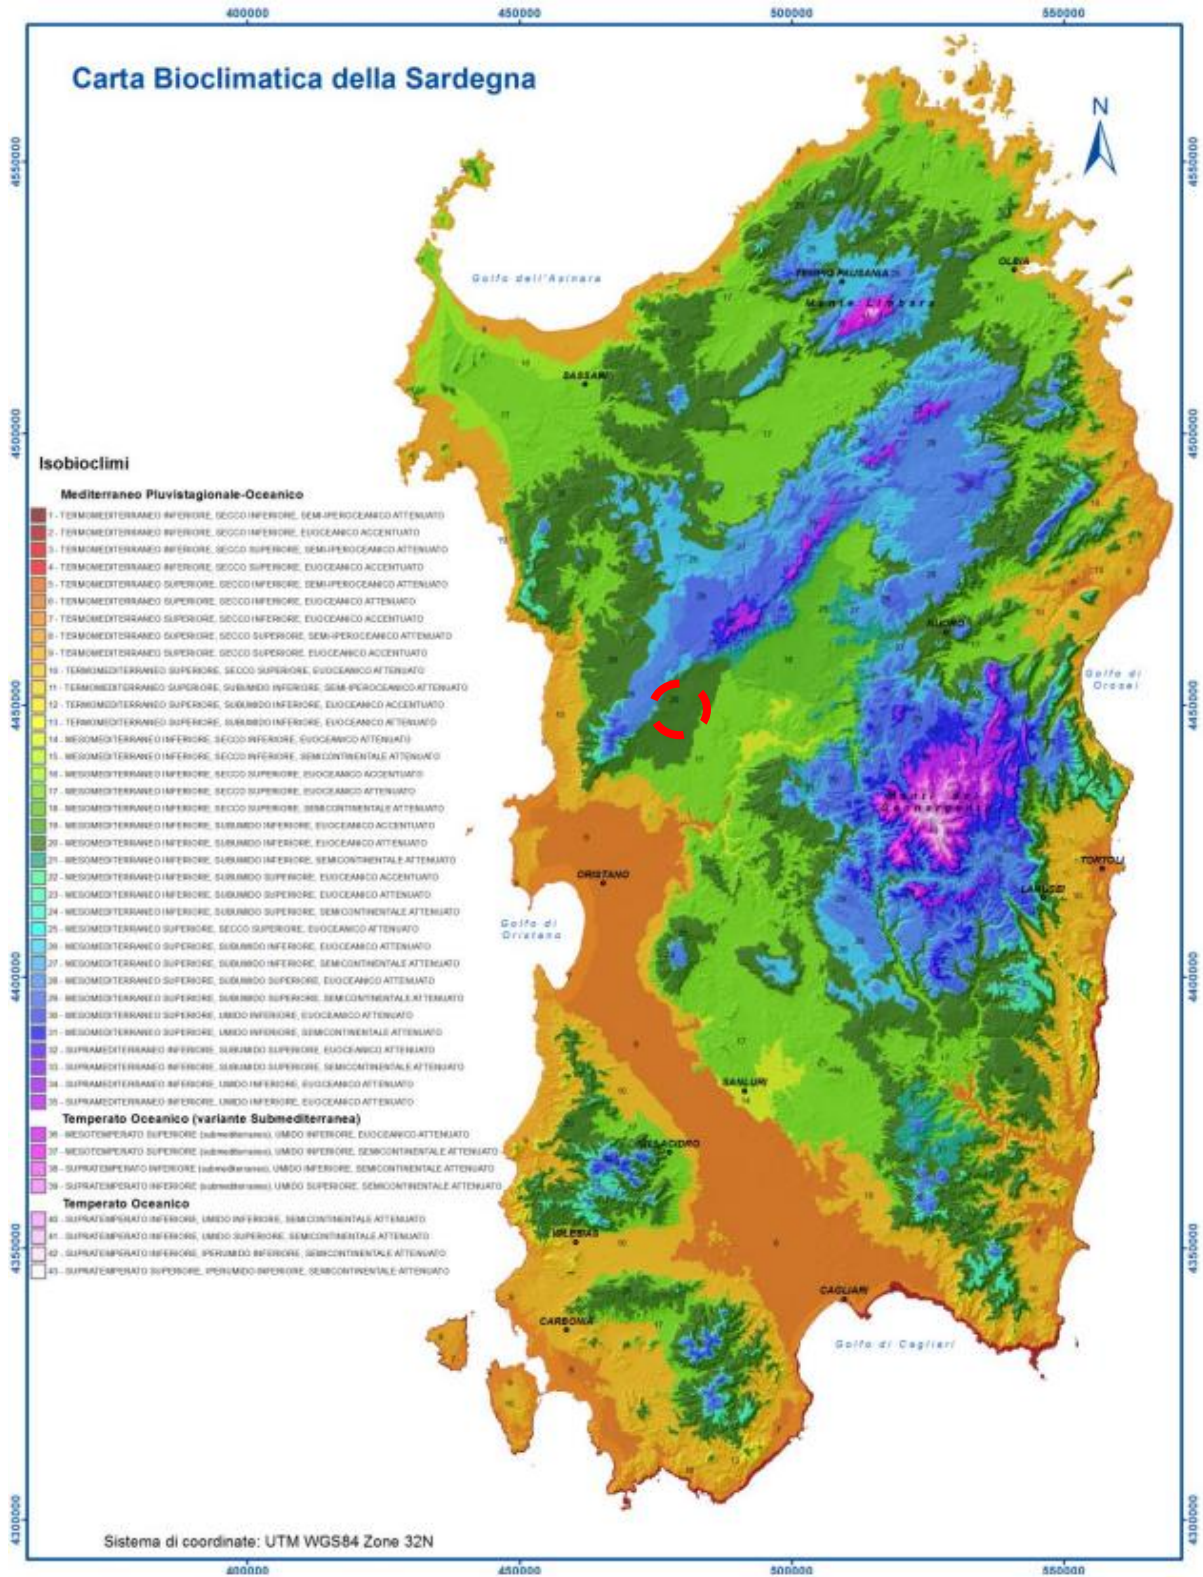 400000 450000 500000 550000
Carta Bioclimatica della Sardegna
N
4550000 4550000
Golfo dell'Asinara
TEMPIO PAUSANIA
OLBIA
Monte Limbara
SASSARI
4500000 4500000
NUORO
Golfo di
Orosei
4450000 4450000
Monti del
Gennargentu
TORTOLI
ORISTANO
LANUSEI
Golfo di
Oristano
4400000 4400000
SANLURI
VILLACIDRO
IGLESIAS
4350000 4350000
CAGLIARI
CARBONIA
Golfo di Cagliari
4300000 4300000
Isobioclimi
Mediterraneo Pluvistagionale-Oceanico
1 - TERMOMEDITERRANEO INFERIORE, SECCO INFERIORE, SEMI-IPEROCEANICO ATTENUATO
2 - TERMOMEDITERRANEO INFERIORE, SECCO INFERIORE, EUOCEANICO ACCENTUATO
3 - TERMOMEDITERRANEO INFERIORE, SECCO SUPERIORE, SEMI-IPEROCEANICO ATTENUATO
4 - TERMOMEDITERRANEO INFERIORE, SECCO SUPERIORE, EUOCEANICO ACCENTUATO
5 - TERMOMEDITERRANEO SUPERIORE, SECCO INFERIORE, SEMI-IPEROCEANICO ATTENUATO
6 - TERMOMEDITERRANEO SUPERIORE, SECCO INFERIORE, EUOCEANICO ATTENUATO
7 - TERMOMEDITERRANEO SUPERIORE, SECCO INFERIORE, EUOCEANICO ACCENTUATO
8 - TERMOMEDITERRANEO SUPERIORE, SECCO SUPERIORE, SEMI-IPEROCEANICO ATTENUATO
9 - TERMOMEDITERRANEO SUPERIORE, SECCO SUPERIORE, EUOCEANICO ACCENTUATO
10 - TERMOMEDITERRANEO SUPERIORE, SECCO SUPERIORE, EUOCEANICO ATTENUATO
11 - TERMOMEDITERRANEO SUPERIORE, SUBUMIDO INFERIORE, SEMI-IPEROCEANICO ATTENUATO
12 - TERMOMEDITERRANEO SUPERIORE, SUBUMIDO INFERIORE, EUOCEANICO ACCENTUATO
13 - TERMOMEDITERRANEO SUPERIORE, SUBUMIDO INFERIORE, EUOCEANICO ATTENUATO
14 - MESOMEDITERRANEO INFERIORE, SECCO INFERIORE, EUOCEANICO ATTENUATO
15 - MESOMEDITERRANEO INFERIORE, SECCO INFERIORE, SEMICONTINENTALE ATTENUATO
16 - MESOMEDITERRANEO INFERIORE, SECCO SUPERIORE, EUOCEANICO ACCENTUATO
17 - MESOMEDITERRANEO INFERIORE, SECCO SUPERIORE, EUOCEANICO ATTENUATO
18 - MESOMEDITERRANEO INFERIORE, SECCO SUPERIORE, SEMICONTINENTALE ATTENUATO
19 - MESOMEDITERRANEO INFERIORE, SUBUMIDO INFERIORE, EUOCEANICO ACCENTUATO
20 - MESOMEDITERRANEO INFERIORE, SUBUMIDO INFERIORE, EUOCEANICO ATTENUATO
21 - MESOMEDITERRANEO INFERIORE, SUBUMIDO INFERIORE, SEMICONTINENTALE ATTENUATO
22 - MESOMEDITERRANEO INFERIORE, SUBUMIDO SUPERIORE, EUOCEANICO ACCENTUATO
23 - MESOMEDITERRANEO INFERIORE, SUBUMIDO SUPERIORE, EUOCEANICO ATTENUATO
24 - MESOMEDITERRANEO INFERIORE, SUBUMIDO SUPERIORE, SEMICONTINENTALE ATTENUATO
25 - MESOMEDITERRANEO SUPERIORE, SECCO SUPERIORE, EUOCEANICO ATTENUATO
26 - MESOMEDITERRANEO SUPERIORE, SUBUMIDO INFERIORE, EUOCEANICO ATTENUATO
27 - MESOMEDITERRANEO SUPERIORE, SUBUMIDO INFERIORE, SEMICONTINENTALE ATTENUATO
28 - MESOMEDITERRANEO SUPERIORE, SUBUMIDO SUPERIORE, EUOCEANICO ATTENUATO
29 - MESOMEDITERRANEO SUPERIORE, SUBUMIDO SUPERIORE, SEMICONTINENTALE ATTENUATO
30 - MESOMEDITERRANEO SUPERIORE, UMIDO INFERIORE, EUOCEANICO ATTENUATO
31 - MESOMEDITERRANEO SUPERIORE, UMIDO INFERIORE, SEMICONTINENTALE ATTENUATO
32 - SUPRAMEDITERRANEO INFERIORE, SUBUMIDO SUPERIORE, EUOCEANICO ATTENUATO
33 - SUPRAMEDITERRANEO INFERIORE, SUBUMIDO SUPERIORE, SEMICONTINENTALE ATTENUATO
34 - SUPRAMEDITERRANEO INFERIORE, UMIDO INFERIORE, EUOCEANICO ATTENUATO
35 - SUPRAMEDITERRANEO INFERIORE, UMIDO INFERIORE, EUOCEANICO ATTENUATO
Temperato Oceanico (variante Submediterranea)
36 - MESOTEMPERATO SUPERIORE (submediterraneo), UMIDO INFERIORE, EUOCEANICO ATTENUATO
37 - MESOTEMPERATO SUPERIORE (submediterraneo), UMIDO INFERIORE, SEMICONTINENTALE ATTENUATO
38 - SUPRATEMPERATO INFERIORE (submediterraneo), UMIDO INFERIORE, SEMICONTINENTALE ATTENUATO
39 - SUPRATEMPERATO INFERIORE (submediterraneo), UMIDO SUPERIORE, SEMICONTINENTALE ATTENUATO
Temperato Oceanico
40 - SUPRATEMPERATO INFERIORE, UMIDO INFERIORE, SEMICONTINENTALE ATTENUATO
41 - SUPRATEMPERATO INFERIORE, UMIDO SUPERIORE, SEMICONTINENTALE ATTENUATO
42 - SUPRATEMPERATO INFERIORE, IPERUMIDO INFERIORE, SEMICONTINENTALE ATTENUATO
43 - SUPRATEMPERATO SUPERIORE, IPERUMIDO INFERIORE, SEMICONTINENTALE ATTENUATO
Sistema di coordinate: UTM WGS84 Zone 32N
400000 450000 500000 550000